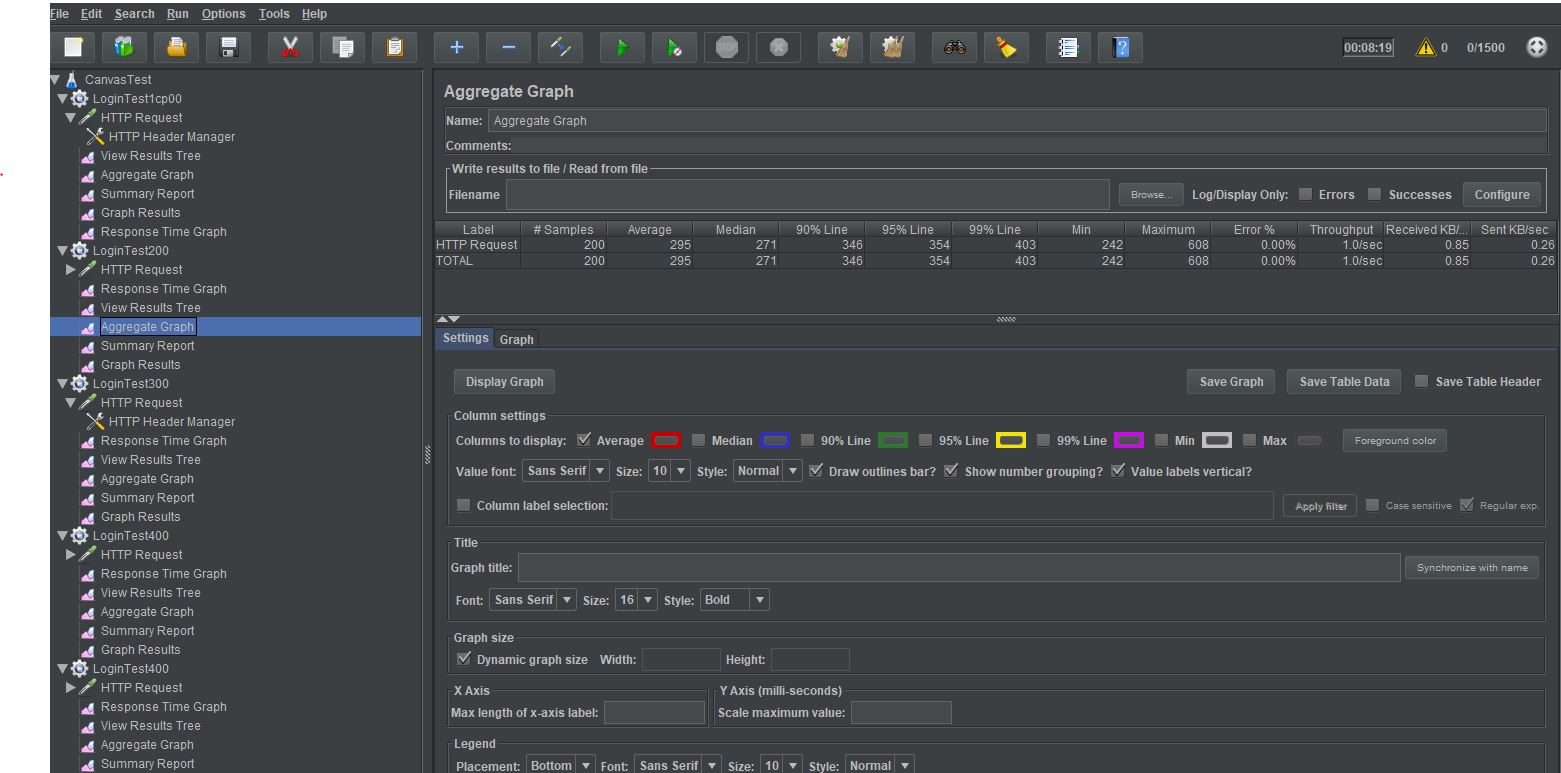 File Edit Search Run Options Tools Help
STOP
00:08:19 0 0/1500
CanvasTest
LoginTest1cp00
HTTP Request
HTTP Header Manager
View Results Tree
Aggregate Graph
Summary Report
Graph Results
Response Time Graph
LoginTest200
HTTP Request
Response Time Graph
View Results Tree
Aggregate Graph
Summary Report
Graph Results
LoginTest300
HTTP Request
HTTP Header Manager
Response Time Graph
View Results Tree
Aggregate Graph
Summary Report
Graph Results
LoginTest400
HTTP Request
Response Time Graph
View Results Tree
Aggregate Graph
Summary Report
Graph Results
LoginTest400
HTTP Request
Response Time Graph
View Results Tree
Aggregate Graph
Summary Report
Aggregate Graph
Name: Aggregate Graph
Comments:
Write results to file / Read from file
Filename Browse... Log/Display Only: Errors Successes Configure
Label # Samples Average Median 90% Line 95% Line 99% Line Min Maximum Error % Throughput Received KB/... Sent KB/sec
HTTP Request 200 295 271 346 354 403 242 608 0.00% 1.0/sec 0.85 0.26
TOTAL 200 295 271 346 354 403 242 608 0.00% 1.0/sec 0.85 0.26
Settings Graph
Display Graph Save Graph Save Table Data Save Table Header
Column settings
Columns to display: Average Median 90% Line 95% Line 99% Line Min Max Foreground color
Value font: Sans Serif Size: 10 Style: Normal Draw outlines bar? Show number grouping? Value labels vertical?
Column label selection: Apply filter Case sensitive Regular exp.
Title
Graph title: Synchronize with name
Font: Sans Serif Size: 16 Style: Bold
Graph size
Dynamic graph size Width: Height:
X Axis Y Axis (milli-seconds)
Max length of x-axis label: Scale maximum value:
Legend
Placement: Bottom Font: Sans Serif Size: 10 Style: Normal